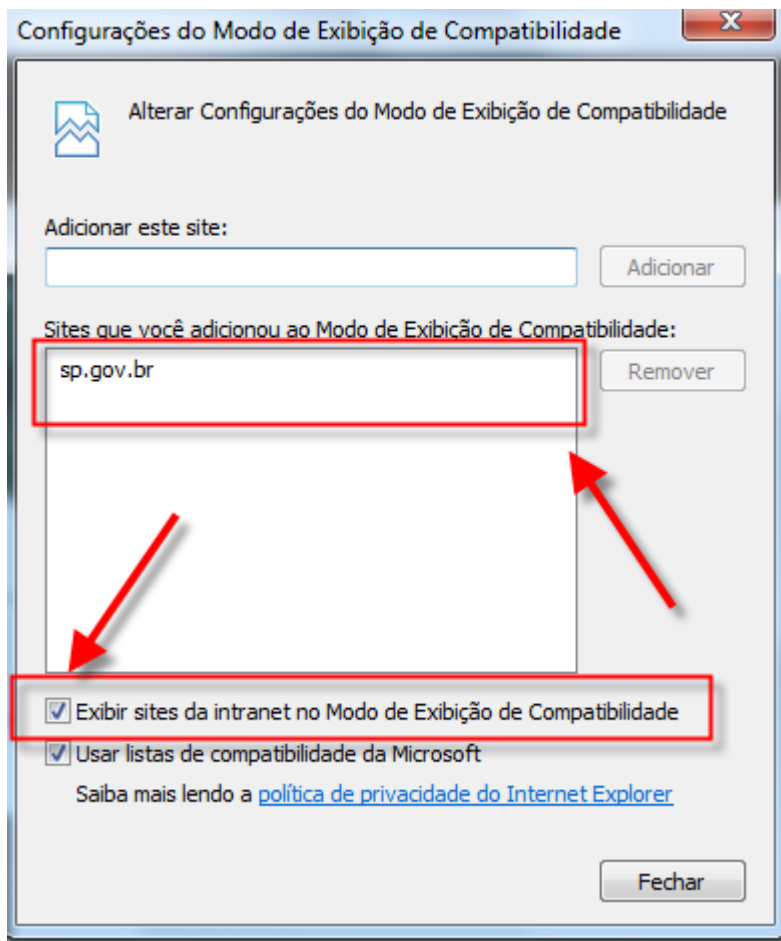 Configurações do Modo de Exibição de Compatibilidade
Alterar Configurações do Modo de Exibição de Compatibilidade
Adicionar este site:
Adicionar
Sites que você adicionou ao Modo de Exibição de Compatibilidade:
sp.gov.br
Remover
Exibir sites da intranet no Modo de Exibição de Compatibilidade
Usar listas de compatibilidade da Microsoft
Saiba mais lendo a política de privacidade do Internet Explorer
Fechar